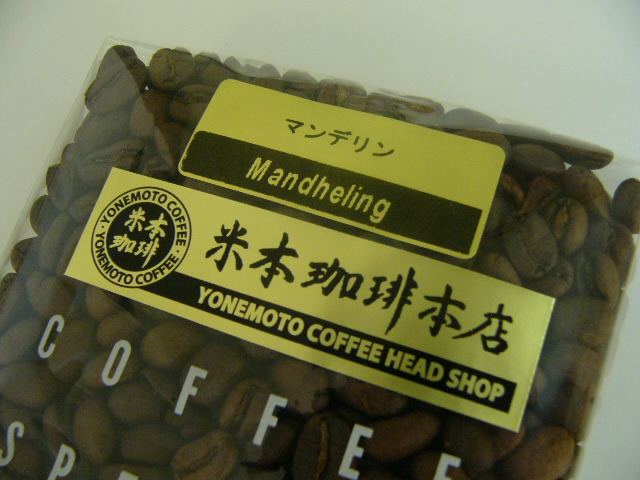 マンデリン
Mandheling
YONEMOTO COFFEE
米本
珈琲
YONEMOTO COFFEE
米本珈琲本店
YONEMOTO COFFEE HEAD SHOP
COFFEE
SPE